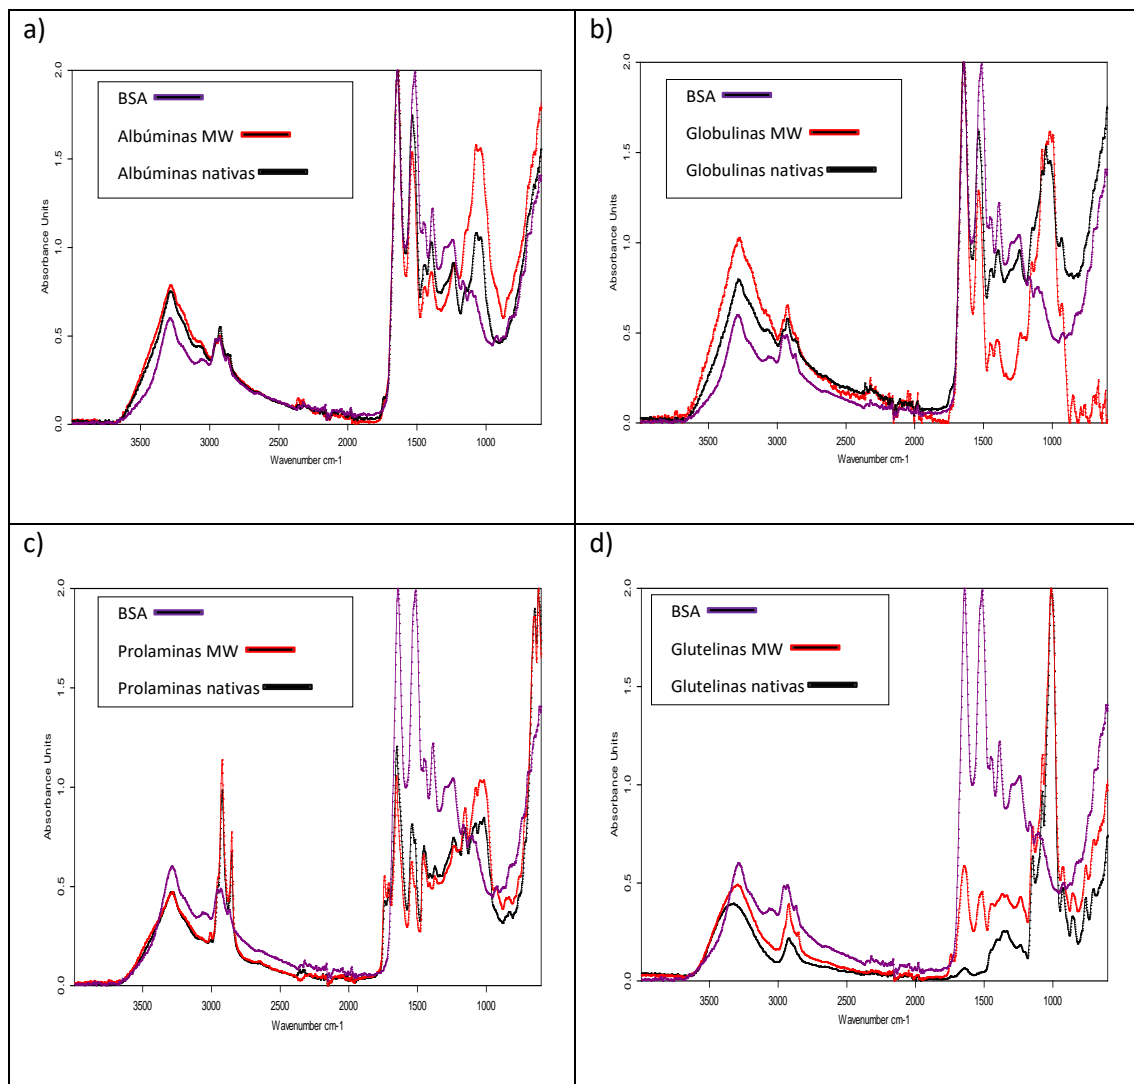 a)
BSA
Albúminas MW
Albúminas nativas
Absorbance Units
0.0
0.5
1.0
1.5
2.0
3500
3000
2500
2000
1500
1000
Wavenumber cm-1
b)
BSA
Globulinas MW
Globulinas nativas
Absorbance Units
0.0
0.5
1.0
1.5
2.0
3500
3000
2500
2000
1500
1000
Wavenumber cm-1
c)
BSA
Prolaminas MW
Prolaminas nativas
Absorbance Units
0.0
0.5
1.0
1.5
2.0
3500
3000
2500
2000
1500
1000
Wavenumber cm-1
d)
BSA
Glutelinas MW
Glutelinas nativas
Absorbance Units
0.0
0.5
1.0
1.5
2.0
3500
3000
2500
2000
1500
1000
Wavenumber cm-1